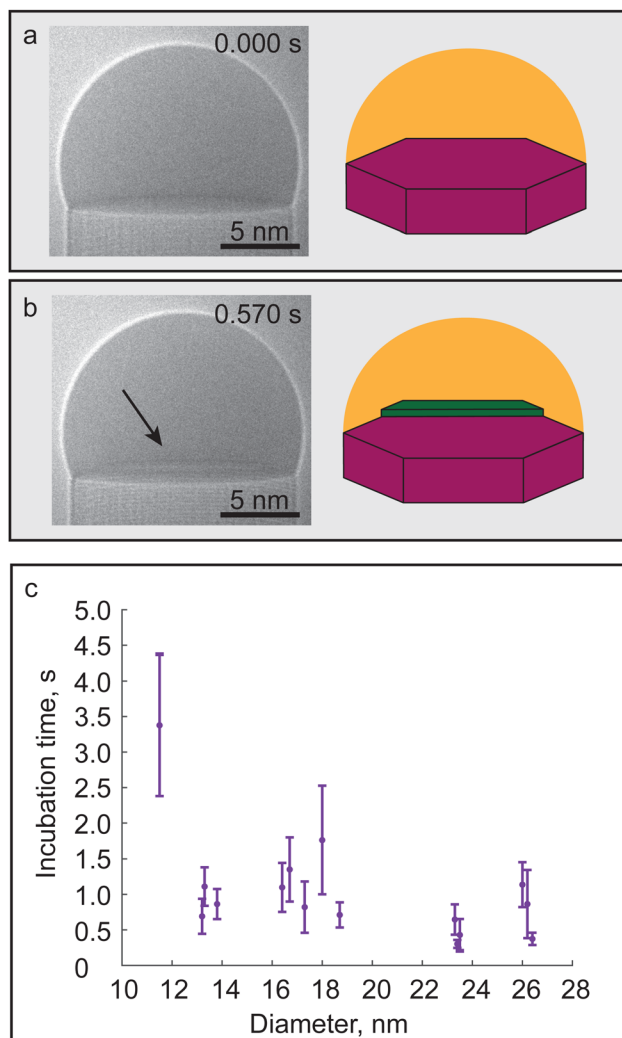 a
0.000 s
5 nm
b
0.570 s
5 nm
c
5.0
4.5
4.0
3.5
3.0
2.5
2.0
1.5
1.0
0.5
0
Incubation time, s
10 12 14 16 18 20 22 24 26 28
Diameter, nm